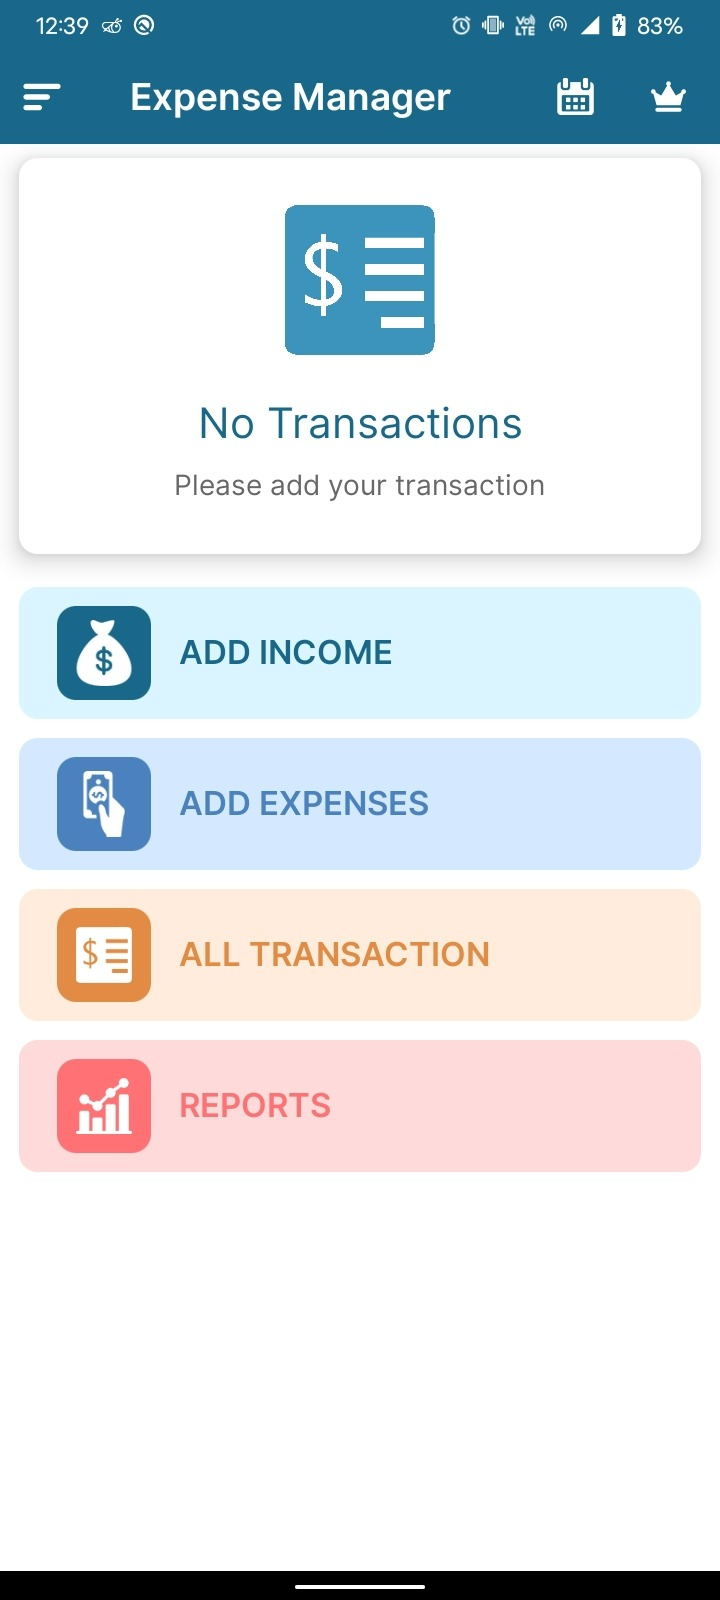 12:39 Vo) LTE 83%
Expense Manager
$
No Transactions
Please add your transaction
$ ADD INCOME
$ ADD EXPENSES
$ ALL TRANSACTION
REPORTS